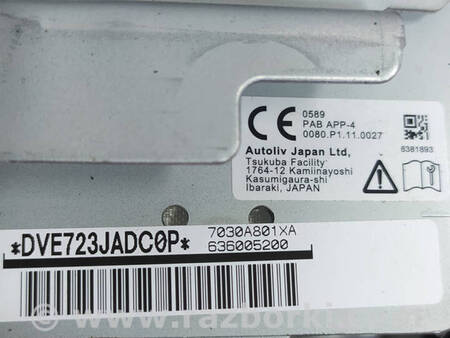 CE 0589
PAB APP-4
0080.P1.11.0027
Autoliv Japan Ltd,
Tsukuba Facility
1764-12 Kamiinayoshi
Kasumigaura-shi
Ibaraki, JAPAN
6381893
*DVE723JADC0P*
7030A801XA
636005200
© www.razborki